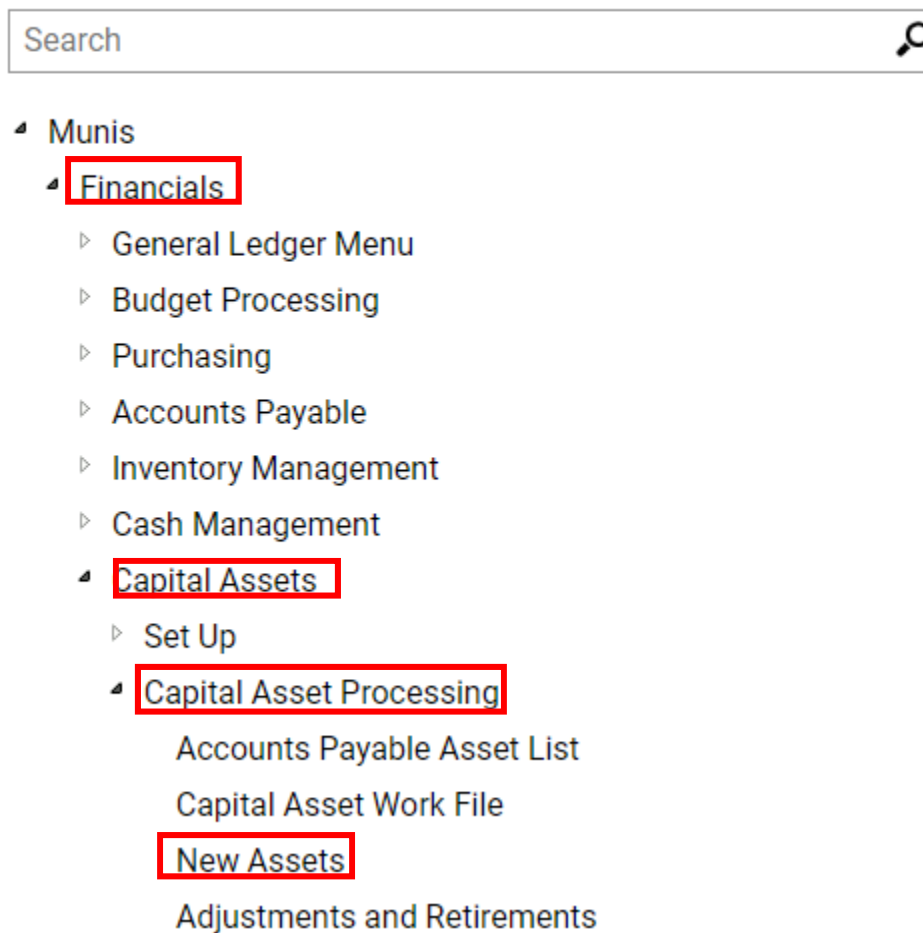 Search
Munis
Financials
General Ledger Menu
Budget Processing
Purchasing
Accounts Payable
Inventory Management
Cash Management
Capital Assets
Set Up
Capital Asset Processing
Accounts Payable Asset List
Capital Asset Work File
New Assets
Adjustments and Retirements